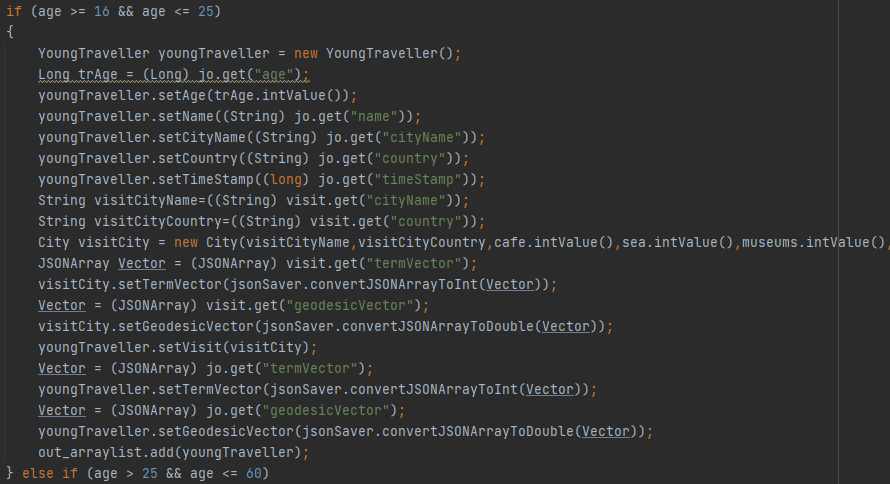 if (age >= 16 && age <= 25)
{
YoungTraveller youngTraveller = new YoungTraveller();
Long trAge = (Long) jo.get("age");
youngTraveller.setAge(trAge.intValue());
youngTraveller.setName((String) jo.get("name"));
youngTraveller.setCityName((String) jo.get("cityName"));
youngTraveller.setCountry((String) jo.get("country"));
youngTraveller.setTimeStamp((long) jo.get("timeStamp"));
String visitCityName=((String) visit.get("cityName"));
String visitCityCountry=((String) visit.get("country"));
City visitCity = new City(visitCityName,visitCityCountry,cafe.intValue(),sea.intValue(),museums.intValue(),
JSONArray Vector = (JSONArray) visit.get("termVector");
visitCity.setTermVector(jsonSaver.convertJSONArrayToInt(Vector));
Vector = (JSONArray) visit.get("geodesicVector");
visitCity.setGeodesicVector(jsonSaver.convertJSONArrayToDouble(Vector));
youngTraveller.setVisit(visitCity);
Vector = (JSONArray) jo.get("termVector");
youngTraveller.setTermVector(jsonSaver.convertJSONArrayToInt(Vector));
Vector = (JSONArray) jo.get("geodesicVector");
youngTraveller.setGeodesicVector(jsonSaver.convertJSONArrayToDouble(Vector));
out_arraylist.add(youngTraveller);
} else if (age > 25 && age <= 60)